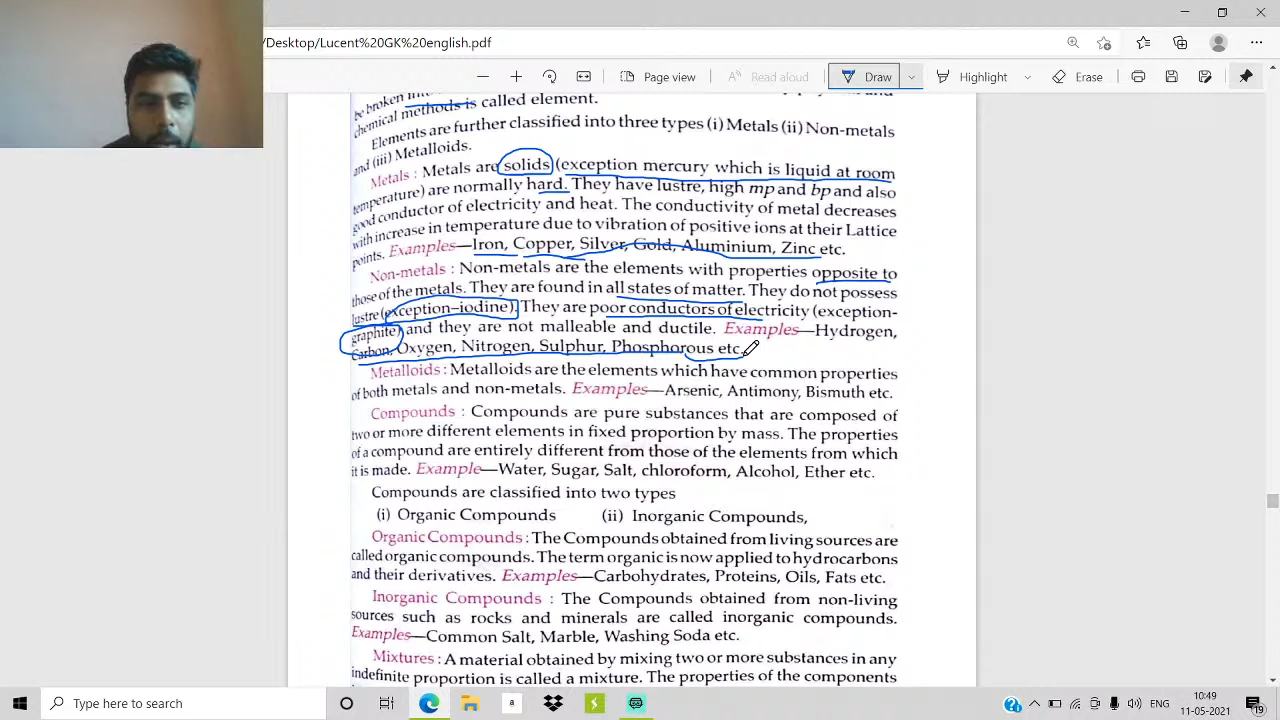 /Desktop/Lucent%20GK%20english.pdf
Page view
Read aloud
Draw
Highlight
Erase
be broken into
chemical methods is called element.
Elements are further classified into three types (i) Metals (ii) Non-metals
and (iii) Metalloids.
Metals : Metals are solids (exception mercury which is liquid at room
temperature) are normally hard. They have lustre, high mp and bp and also
good conductor of electricity and heat. The conductivity of metal decreases
with increase in temperature due to vibration of positive ions at their Lattice
points. Examples—Iron, Copper, Silver, Gold, Aluminium, Zinc etc.
Non-metals : Non-metals are the elements with properties opposite to
those of the metals. They are found in all states of matter. They do not possess
lustre (exception–iodine). They are poor conductors of electricity (exception-
graphite) and they are not malleable and ductile. Examples—Hydrogen,
Carbon, Oxygen, Nitrogen, Sulphur, Phosphorous etc.
Metalloids : Metalloids are the elements which have common properties
of both metals and non-metals. Examples—Arsenic, Antimony, Bismuth etc.
Compounds : Compounds are pure substances that are composed of
two or more different elements in fixed proportion by mass. The properties
of a compound are entirely different from those of the elements from which
it is made. Example—Water, Sugar, Salt, chloroform, Alcohol, Ether etc.
Compounds are classified into two types
(i) Organic Compounds (ii) Inorganic Compounds,
Organic Compounds : The Compounds obtained from living sources are
called organic compounds. The term organic is now applied to hydrocarbons
and their derivatives. Examples—Carbohydrates, Proteins, Oils, Fats etc.
Inorganic Compounds : The Compounds obtained from non-living
sources such as rocks and minerals are called inorganic compounds.
Examples—Common Salt, Marble, Washing Soda etc.
Mixtures : A material obtained by mixing two or more substances in any
indefinite proportion is called a mixture. The properties of the components
Type here to search
a
ENG
10:49
11-05-2021
19